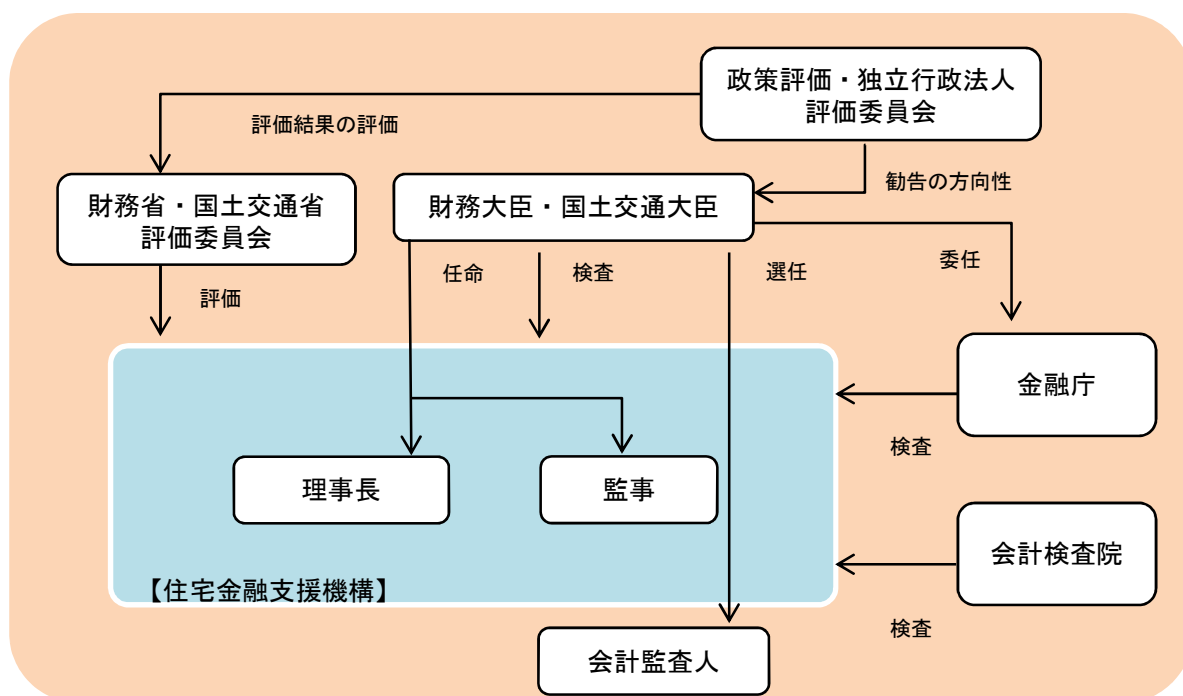 政策評価・独立行政法人
評価委員会
評価結果の評価
勧告の方向性
財務省・国土交通省
評価委員会
財務大臣・国土交通大臣
任命
検査
選任
委任
評価
金融庁
検査
理事長
監事
会計検査院
検査
【住宅金融支援機構】
会計監査人